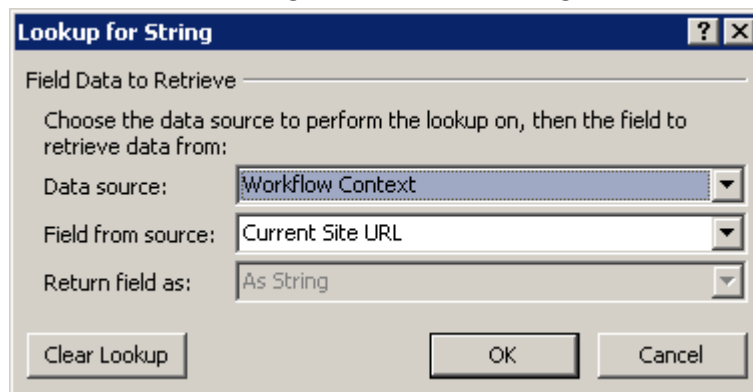 Lookup for String
Field Data to Retrieve
Choose the data source to perform the lookup on, then the field to
retrieve data from:
Data source: Workflow Context
Field from source: Current Site URL
Return field as: As String
Clear Lookup OK Cancel